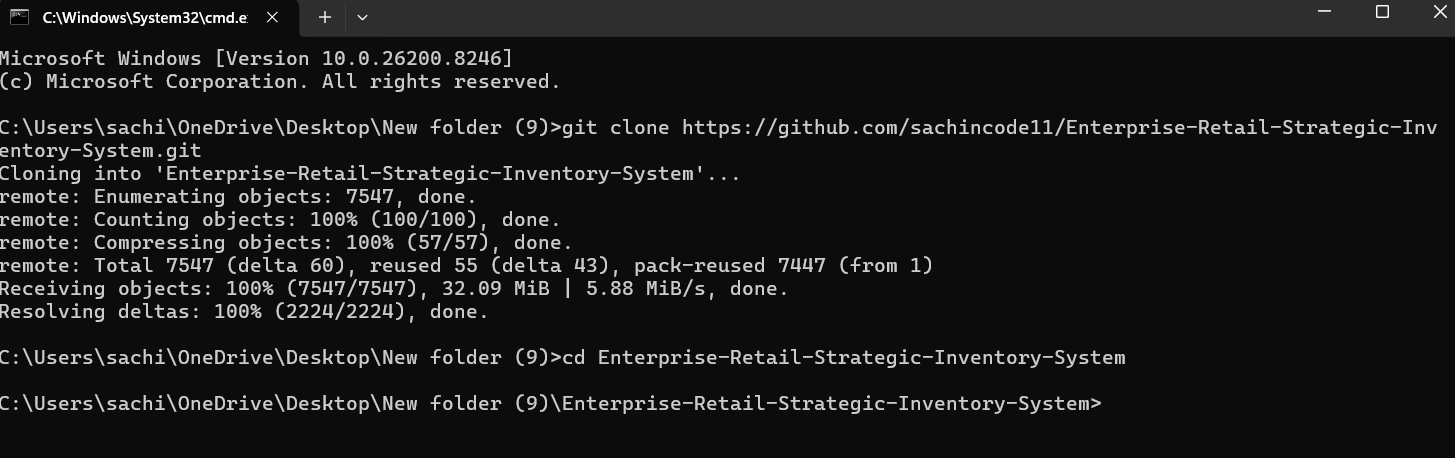 C:\Windows\System32\cmd.e
Microsoft Windows [Version 10.0.26200.8246]
(c) Microsoft Corporation. All rights reserved.
C:\Users\sachi\OneDrive\Desktop\New folder (9)>git clone https://github.com/sachincode11/Enterprise-Retail-Strategic-Inv
entory-System.git
Cloning into 'Enterprise-Retail-Strategic-Inventory-System'...
remote: Enumerating objects: 7547, done.
remote: Counting objects: 100% (100/100), done.
remote: Compressing objects: 100% (57/57), done.
remote: Total 7547 (delta 60), reused 55 (delta 43), pack-reused 7447 (from 1)
Receiving objects: 100% (7547/7547), 32.09 MiB | 5.88 MiB/s, done.
Resolving deltas: 100% (2224/2224), done.
C:\Users\sachi\OneDrive\Desktop\New folder (9)>cd Enterprise-Retail-Strategic-Inventory-System
C:\Users\sachi\OneDrive\Desktop\New folder (9)\Enterprise-Retail-Strategic-Inventory-System>